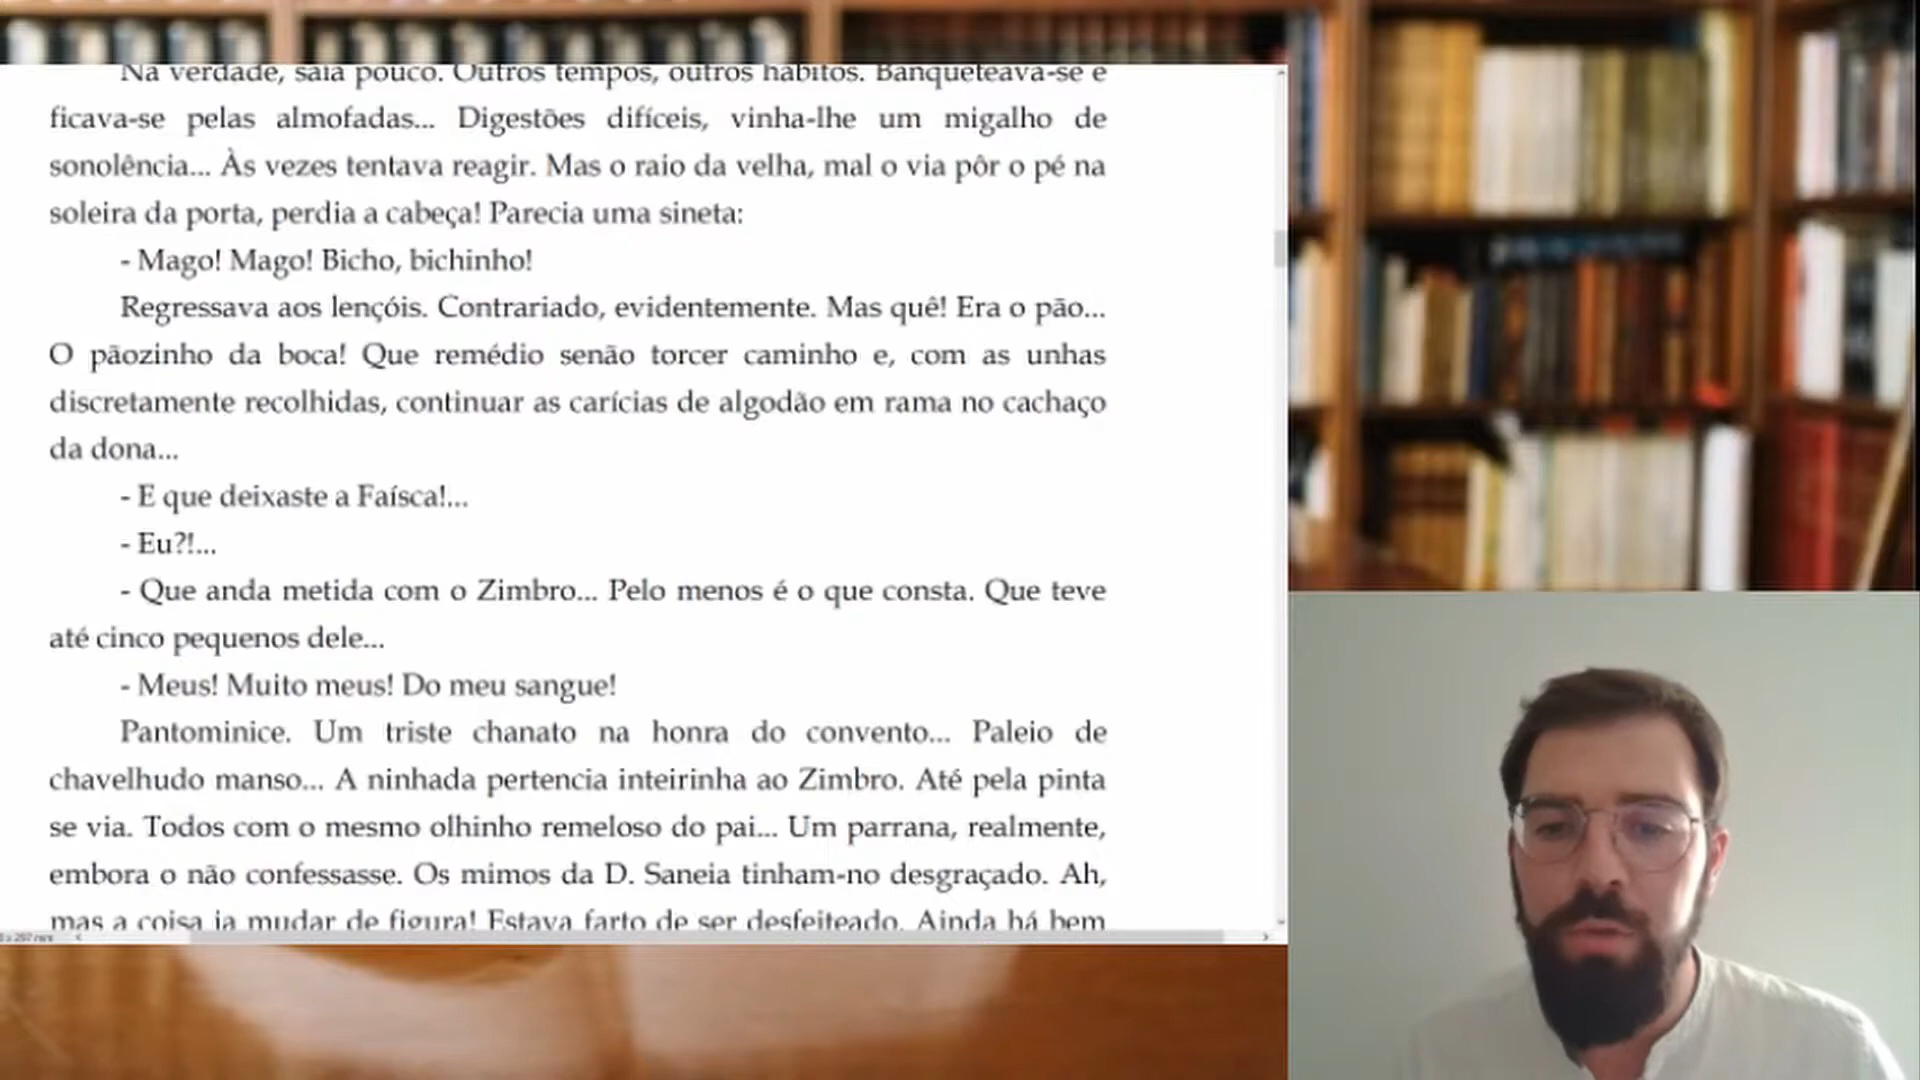 Na verdade, saía pouco. Outros tempos, outros hábitos. Banqueteava-se e
ficava-se pelas almofadas... Digestões difíceis, vinha-lhe um migalho de
sonolência... Às vezes tentava reagir. Mas o raio da velha, mal o via pôr o pé na
soleira da porta, perdia a cabeça! Parecia uma sineta:
- Mago! Mago! Bicho, bichinho!
Regressava aos lençóis. Contrariado, evidentemente. Mas quê! Era o pão...
O pãozinho da boca! Que remédio senão torcer caminho e, com as unhas
discretamente recolhidas, continuar as carícias de algodão em rama no cachaço
da dona...
- E que deixaste a Faísca!...
- Eu?!...
- Que anda metida com o Zimbro... Pelo menos é o que consta. Que teve
até cinco pequenos dele...
- Meus! Muito meus! Do meu sangue!
Pantominice. Um triste chanato na honra do convento... Paleio de
chavelhudo manso... A ninhada pertencia inteirinha ao Zimbro. Até pela pinta
se via. Todos com o mesmo olhinho remeloso do pai... Um parrana, realmente,
embora o não confessasse. Os mimos da D. Saneia tinham-no desgraçado. Ah,
mas a coisa ia mudar de figura! Estava farto de ser desfeiteado. Ainda há bem